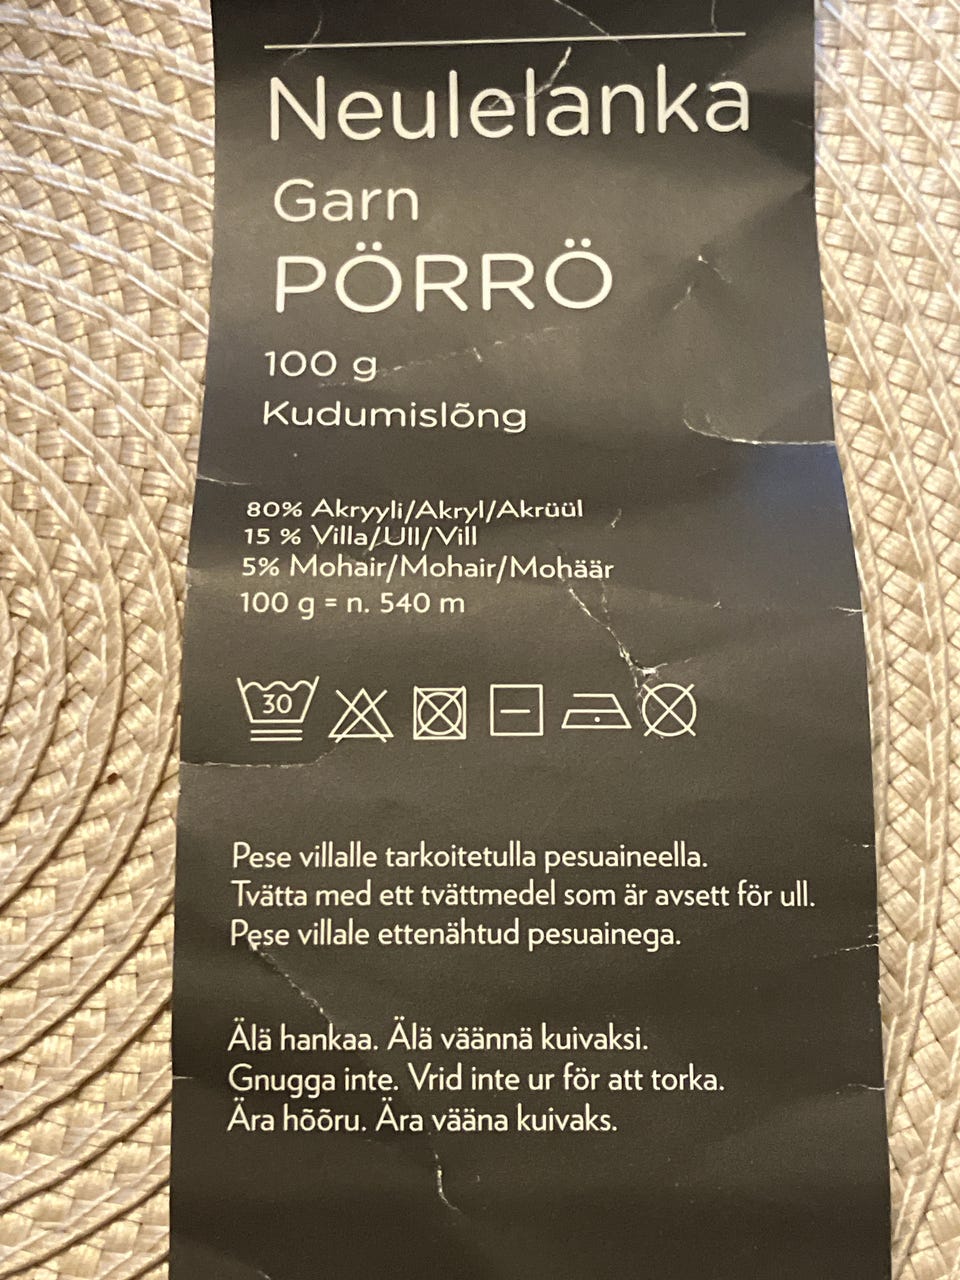 Neulelanka
Garn
PÖRRÖ
100 g
Kudumislõng
80% Akryyli/Akryl/Akrüül
15 % Villa/Ull/Vill
5% Mohair/Mohair/Mohäär
100 g = n. 540 m
30
Pese villalle tarkoitetulla pesuaineella.
Tvätta med ett tvättmedel som är avsett för ull.
Pese villale ettenähtud pesuainega.
Älä hankaa. Älä väännä kuivaksi.
Gnugga inte. Vrid inte ur för att torka.
Ära hõõru. Ära vääna kuivaks.